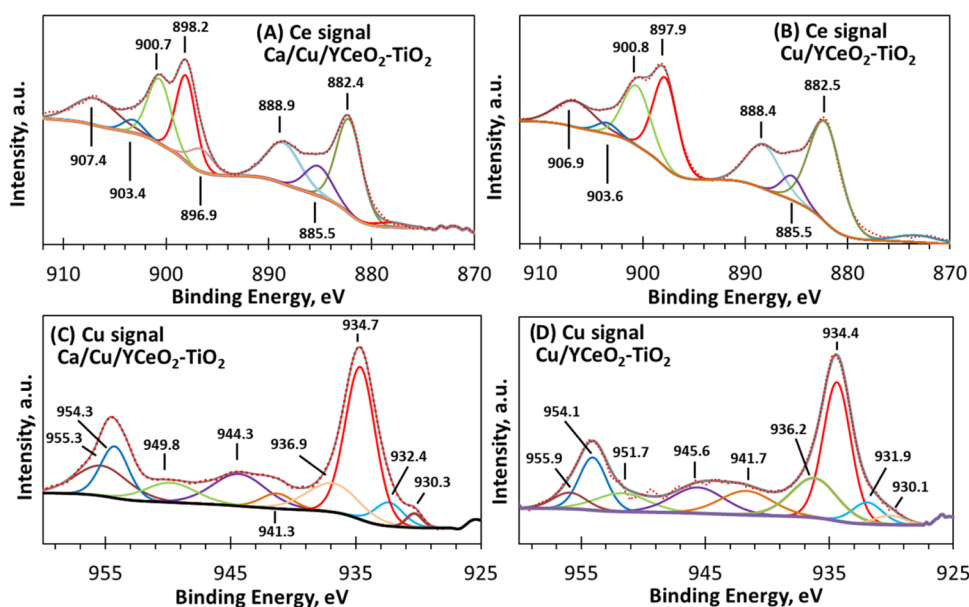 (A) Ce signal
Ca/Cu/YCeO₂-TiO₂
898.2
900.7
882.4
888.9
907.4
903.4
896.9
885.5
Intensity, a.u.
910 900 890 880 870
Binding Energy, eV
(B) Ce signal
Cu/YCeO₂-TiO₂
897.9
900.8
882.5
888.4
906.9
903.6
885.5
Intensity, a.u.
910 900 890 880 870
Binding Energy, eV
(C) Cu signal
Ca/Cu/YCeO₂-TiO₂
934.7
954.3
955.3
949.8
944.3
936.9
932.4
930.3
941.3
Intensity, a.u.
955 945 935 925
Binding Energy, eV
(D) Cu signal
Cu/YCeO₂-TiO₂
934.4
954.1
955.9
951.7
945.6
941.7
936.2
931.9
930.1
Intensity, a.u.
955 945 935 925
Binding Energy, eV